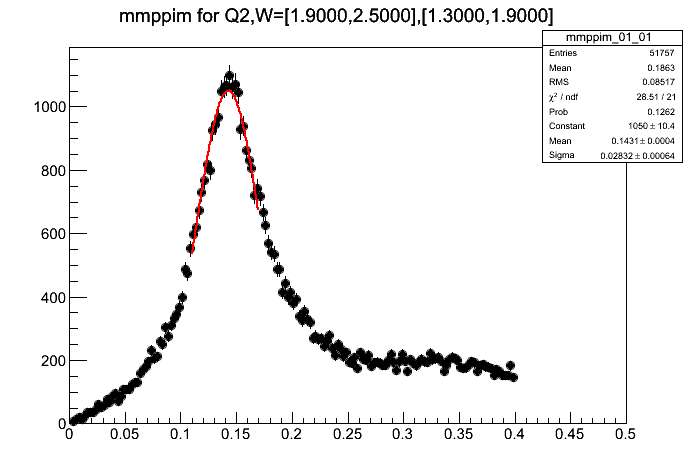 mmppim for Q2,W=[1.9000,2.5000],[1.3000,1.9000]
mmppim_01_01
Entries 51757
Mean 0.1863
RMS 0.08517
χ² / ndf 28.51 / 21
Prob 0.1262
Constant 1050 ± 10.4
Mean 0.1431 ± 0.0004
Sigma 0.02832 ± 0.00064
1000
800
600
400
200
0
0 0.05 0.1 0.15 0.2 0.25 0.3 0.35 0.4 0.45 0.5